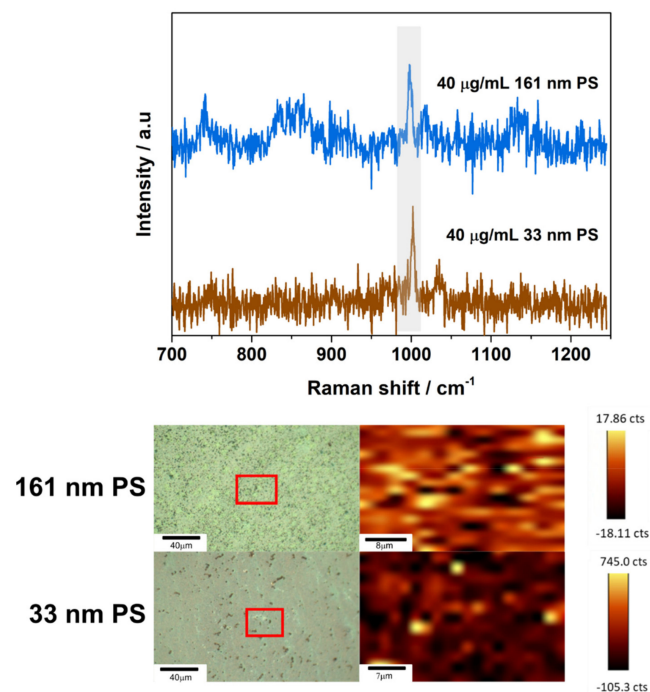 40 μg/mL 161 nm PS
40 μg/mL 33 nm PS
Intensity / a.u
700 800 900 1000 1100 1200
Raman shift / cm-1
161 nm PS
40μm
8μm
17.86 cts
-18.11 cts
33 nm PS
40μm
7μm
745.0 cts
-105.3 cts